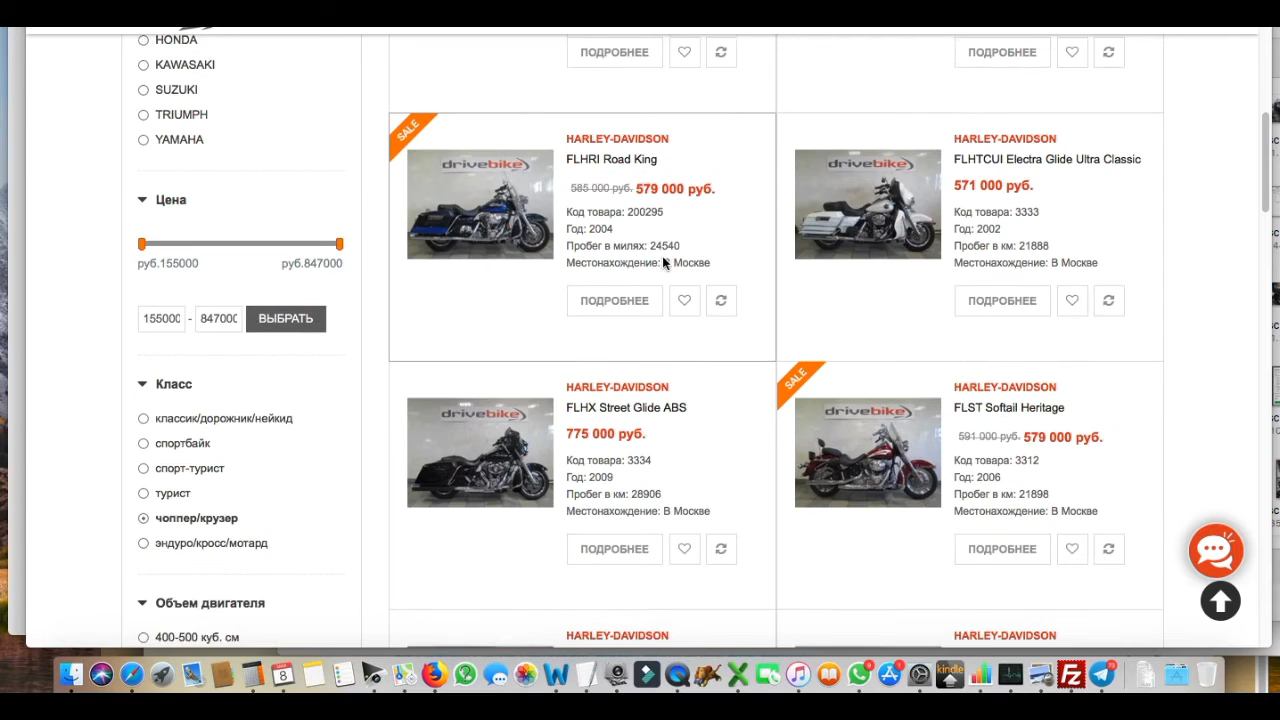 HONDA
KAWASAKI
SUZUKI
TRIUMPH
YAMAHA
Цена
руб.155000 руб.847000
155000 - 847000 ВЫБРАТЬ
Класс
классик/дорожник/нейкид
спортбайк
спорт-турист
турист
чоппер/крузер
эндуро/кросс/мотард
Объем двигателя
400-500 куб. см
ПОДРОБНЕЕ
ПОДРОБНЕЕ
SALE
drivebike
HARLEY-DAVIDSON
FLHRI Road King
585 000 руб. 579 000 руб.
Код товара: 200295
Год: 2004
Пробег в милях: 24540
Местонахождение: В Москве
ПОДРОБНЕЕ
drivebike
HARLEY-DAVIDSON
FLHTCUI Electra Glide Ultra Classic
571 000 руб.
Код товара: 3333
Год: 2002
Пробег в км: 21888
Местонахождение: В Москве
ПОДРОБНЕЕ
drivebike
HARLEY-DAVIDSON
FLHX Street Glide ABS
775 000 руб.
Код товара: 3334
Год: 2009
Пробег в км: 28906
Местонахождение: В Москве
ПОДРОБНЕЕ
SALE
drivebike
HARLEY-DAVIDSON
FLST Softail Heritage
591 000 руб. 579 000 руб.
Код товара: 3312
Год: 2006
Пробег в км: 21898
Местонахождение: В Москве
ПОДРОБНЕЕ
HARLEY-DAVIDSON
HARLEY-DAVIDSON
8
kindle
Fz